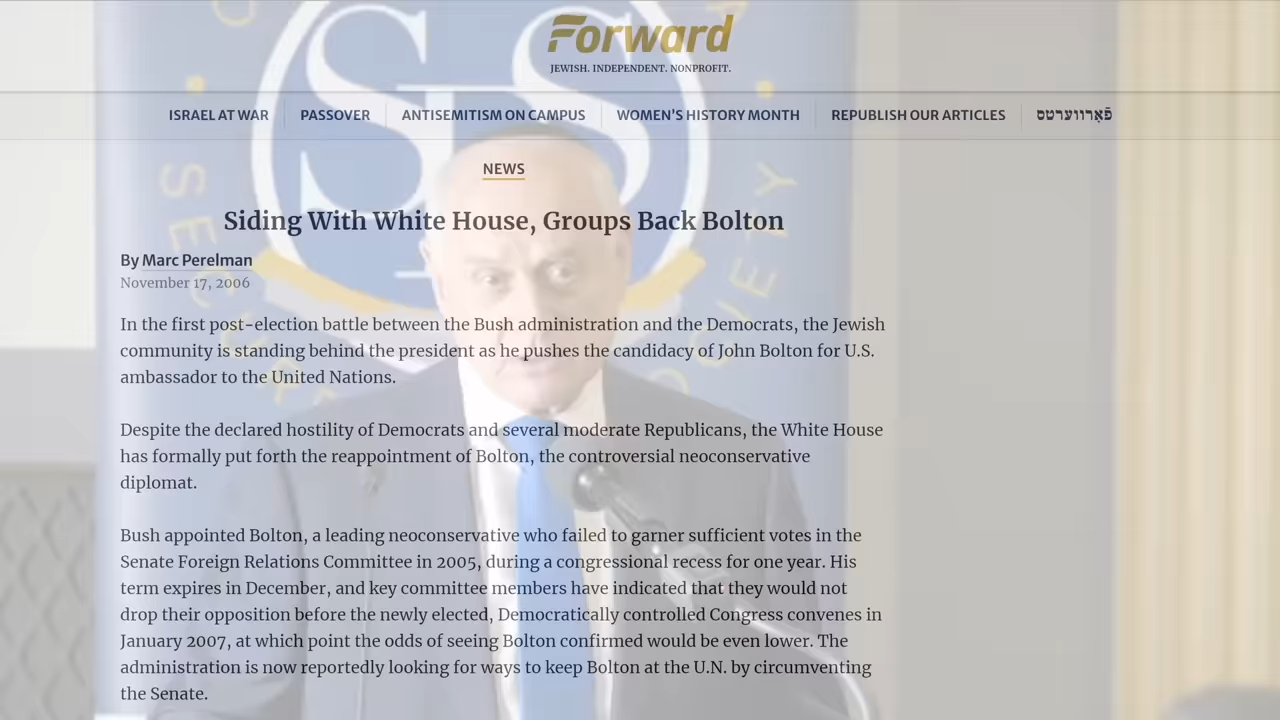 Forward
JEWISH. INDEPENDENT. NONPROFIT.
ISRAEL AT WAR
PASSOVER
ANTISEMITISM ON CAMPUS
WOMEN'S HISTORY MONTH
REPUBLISH OUR ARTICLES
פֿאָרווערטס
NEWS
Siding With White House, Groups Back Bolton
By Marc Perelman
November 17, 2006
In the first post-election battle between the Bush administration and the Democrats, the Jewish
community is standing behind the president as he pushes the candidacy of John Bolton for U.S.
ambassador to the United Nations.
Despite the declared hostility of Democrats and several moderate Republicans, the White House
has formally put forth the reappointment of Bolton, the controversial neoconservative
diplomat.
Bush appointed Bolton, a leading neoconservative who failed to garner sufficient votes in the
Senate Foreign Relations Committee in 2005, during a congressional recess for one year. His
term expires in December, and key committee members have indicated that they would not
drop their opposition before the newly elected, Democratically controlled Congress convenes in
January 2007, at which point the odds of seeing Bolton confirmed would be even lower. The
administration is now reportedly looking for ways to keep Bolton at the U.N. by circumventing
the Senate.